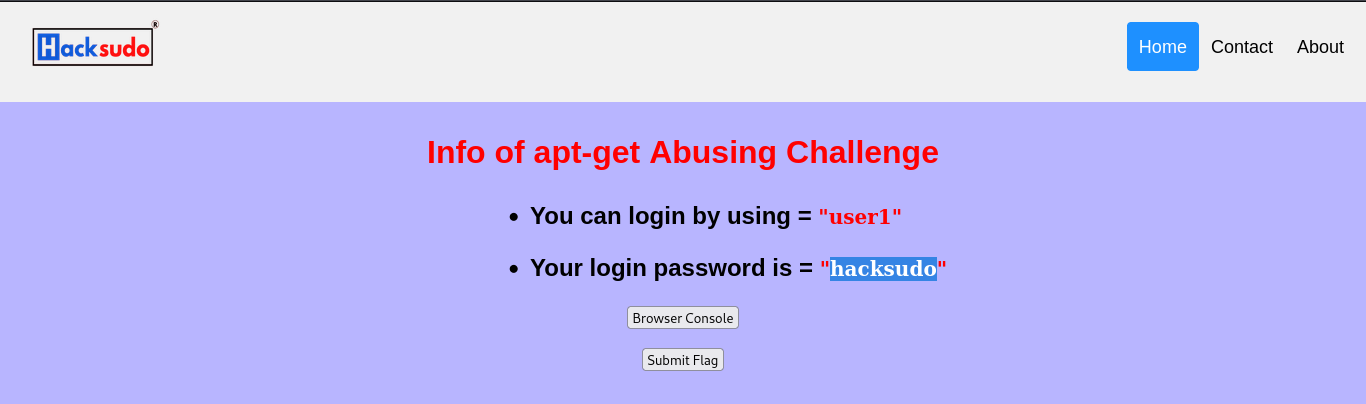 Hacksudo®
Home Contact About
Info of apt-get Abusing Challenge
• You can login by using = "user1"
• Your login password is = "hacksudo"
Browser Console
Submit Flag